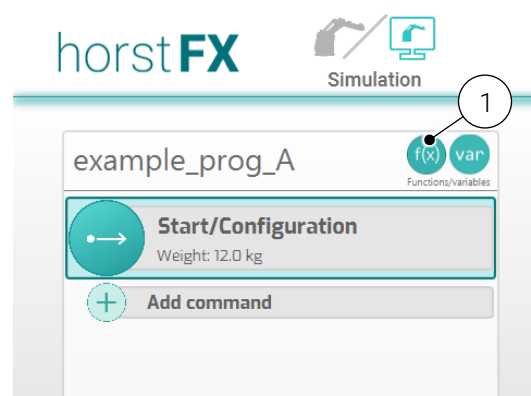 horstFX
Simulation
1
example_prog_A
f(x) var
Functions/variables
Start/Configuration
Weight: 12.0 kg
Add command